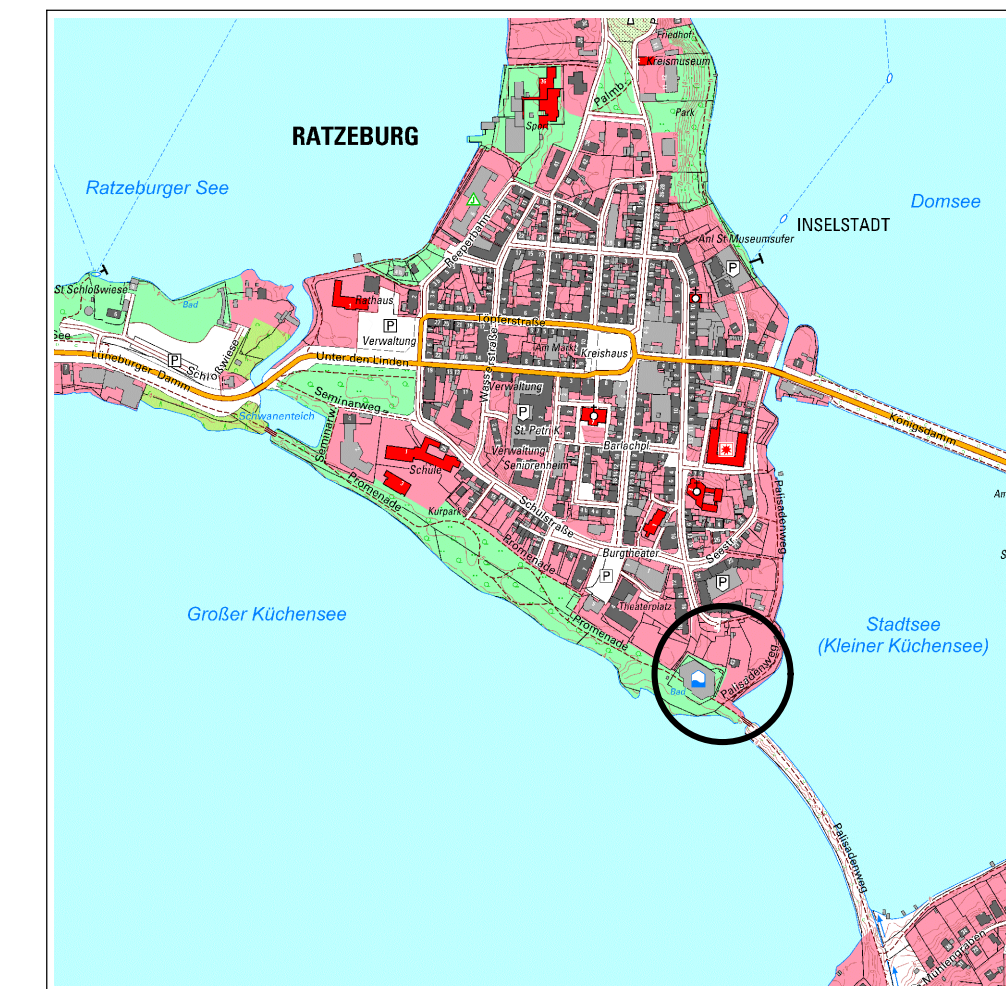 Friedhof
Kreismuseum
Palmb.
Park
Sport
RATZEBURG
Ratzeburger See
Domsee
INSELSTADT
Anl St Museumsufer
P
Reeperbahn
St Schloßwiese
Bad
Rathaus
P
Verwaltung
Töpferstraße
Am Markt
Kreishaus
Wasserstraße
See
Lüneburger Damm
P
Schloßwiese
Unter den Linden
Verwaltung
Seminarweg
Schwanenteich
Seminarw.
P
St. Petri K.
Verwaltung
Seniorenheim
Barlachpl.
Königsdamm
Schule
Promenade
Kurpark
Schulstraße
Palisadenweg
Promenade
Burgtheater
Seestr.
P
P
Theaterplatz
Großer Küchensee
Promenade
Stadtsee
(Kleiner Küchensee)
Bad
Palisadenweg
Palisadenweg
Mühlengraben